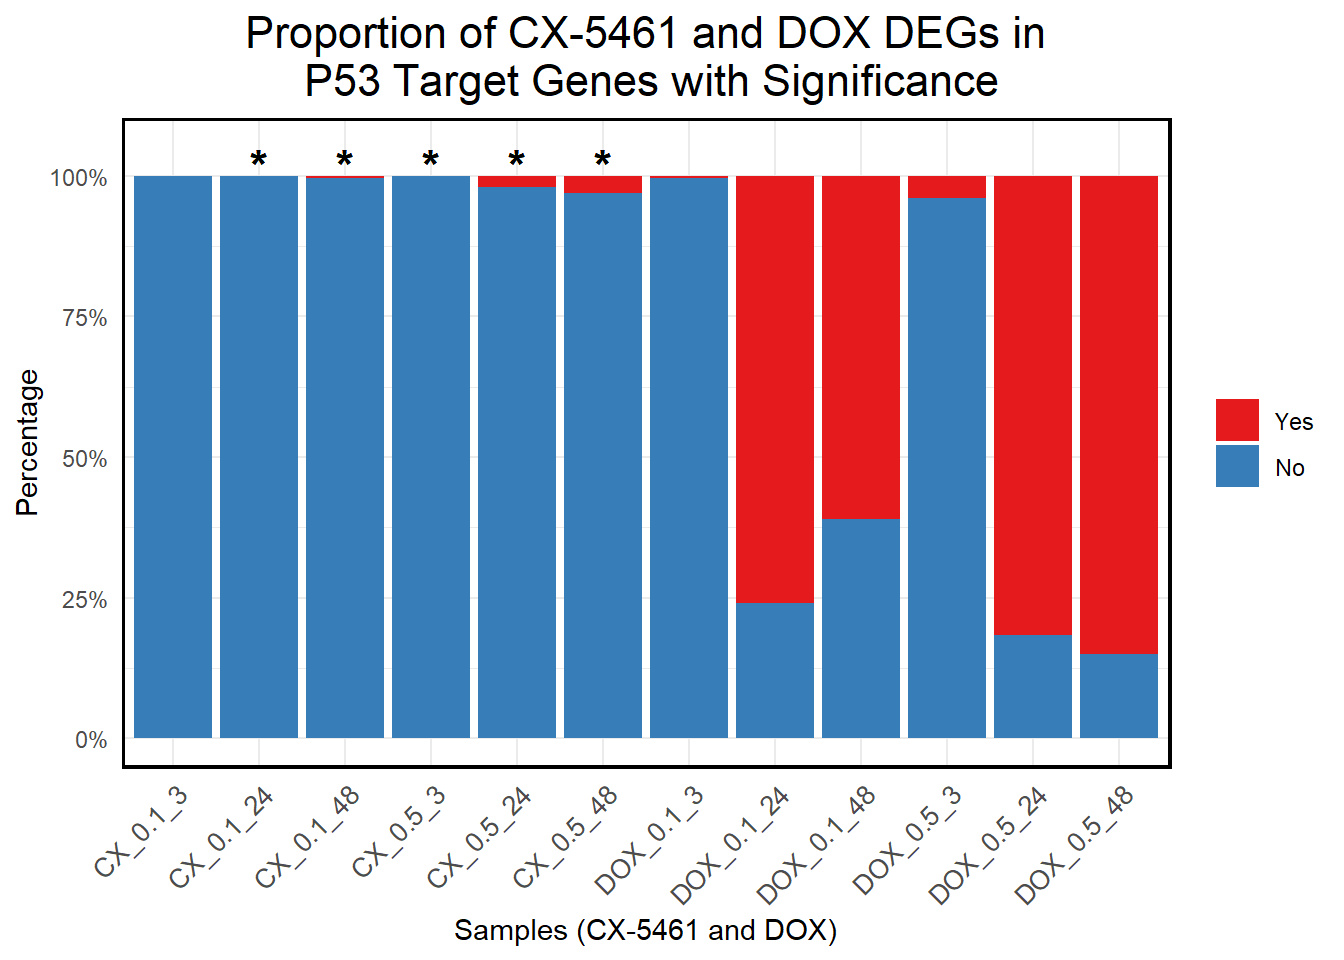 Proportion of CX-5461 and DOX DEGs in
P53 Target Genes with Significance
* * * * *
100%
75%
50%
25%
0%
Percentage
Yes
No
CX_0.1_3
CX_0.1_24
CX_0.1_48
CX_0.5_3
CX_0.5_24
CX_0.5_48
DOX_0.1_3
DOX_0.1_24
DOX_0.1_48
DOX_0.5_3
DOX_0.5_24
DOX_0.5_48
Samples (CX-5461 and DOX)